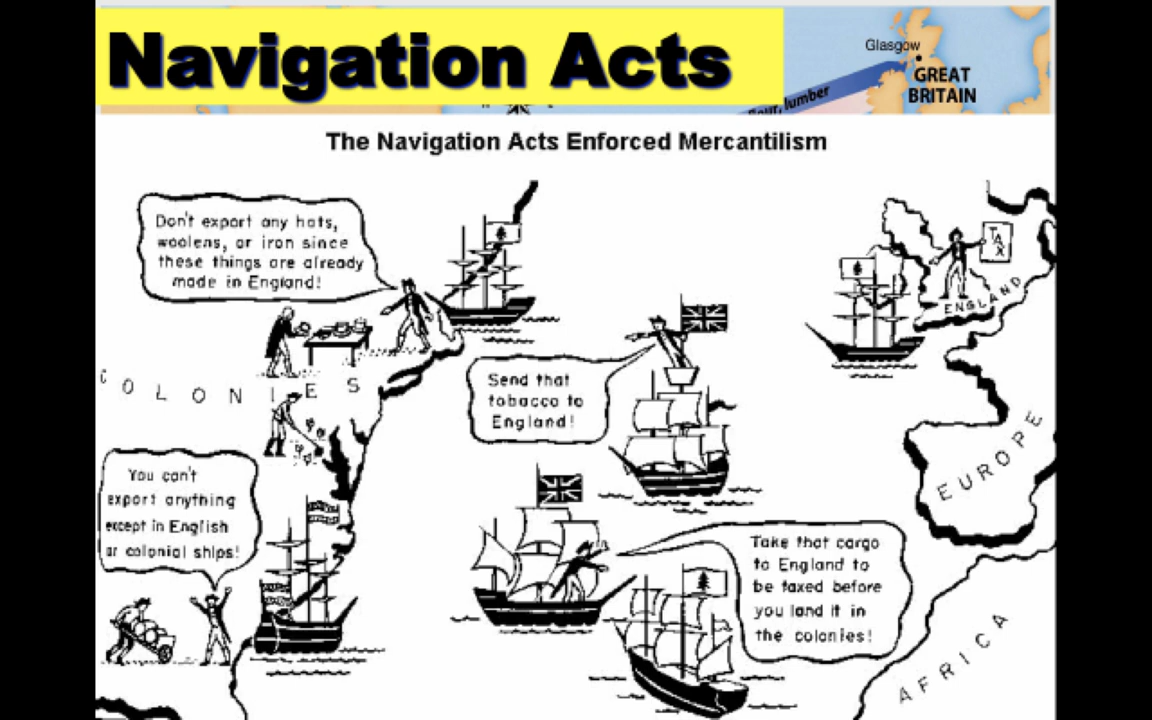 Navigation Acts
Glasgow
GREAT
BRITAIN
lumber
The Navigation Acts Enforced Mercantilism
Don't export any hats,
woolens, or iron since
these things are already
made in England!
TAX
ENGLAND
COLONIES
Send that
tobacco to
England!
EUROPE
You can't
export anything
except in English
or colonial ships!
Take that cargo
to England to
be taxed before
you land it in
the colonies!
AFRICA